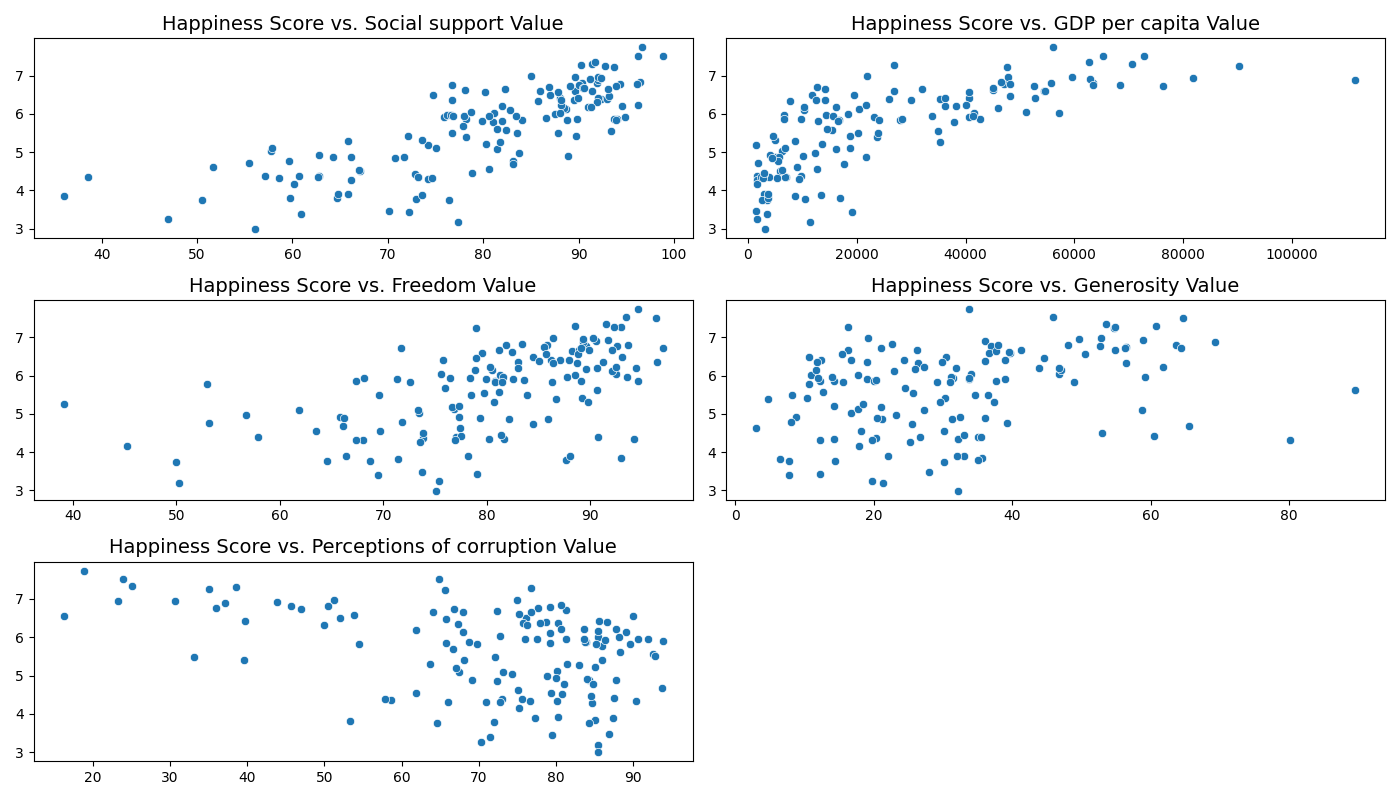 Happiness Score vs. Social support Value
7
6
5
4
3
40 50 60 70 80 90 100
Happiness Score vs. GDP per capita Value
7
6
5
4
3
0 20000 40000 60000 80000 100000
Happiness Score vs. Freedom Value
7
6
5
4
3
40 50 60 70 80 90
Happiness Score vs. Generosity Value
7
6
5
4
3
0 20 40 60 80
Happiness Score vs. Perceptions of corruption Value
7
6
5
4
3
20 30 40 50 60 70 80 90